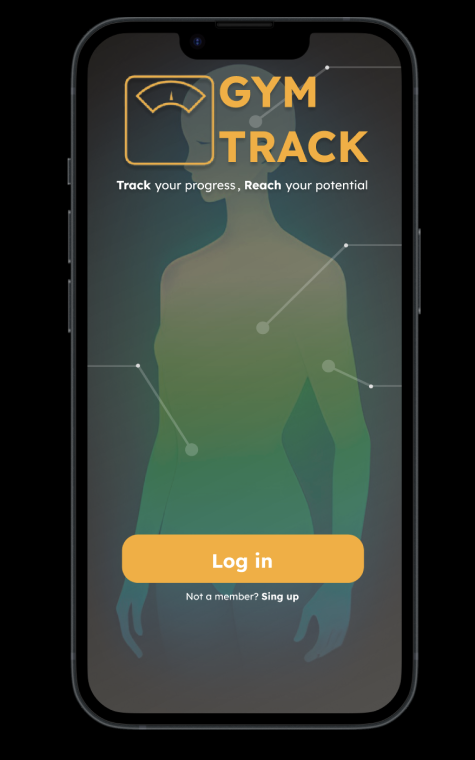 GYM
TRACK
Track your progress, Reach your potential
Log in
Not a member? Sing up